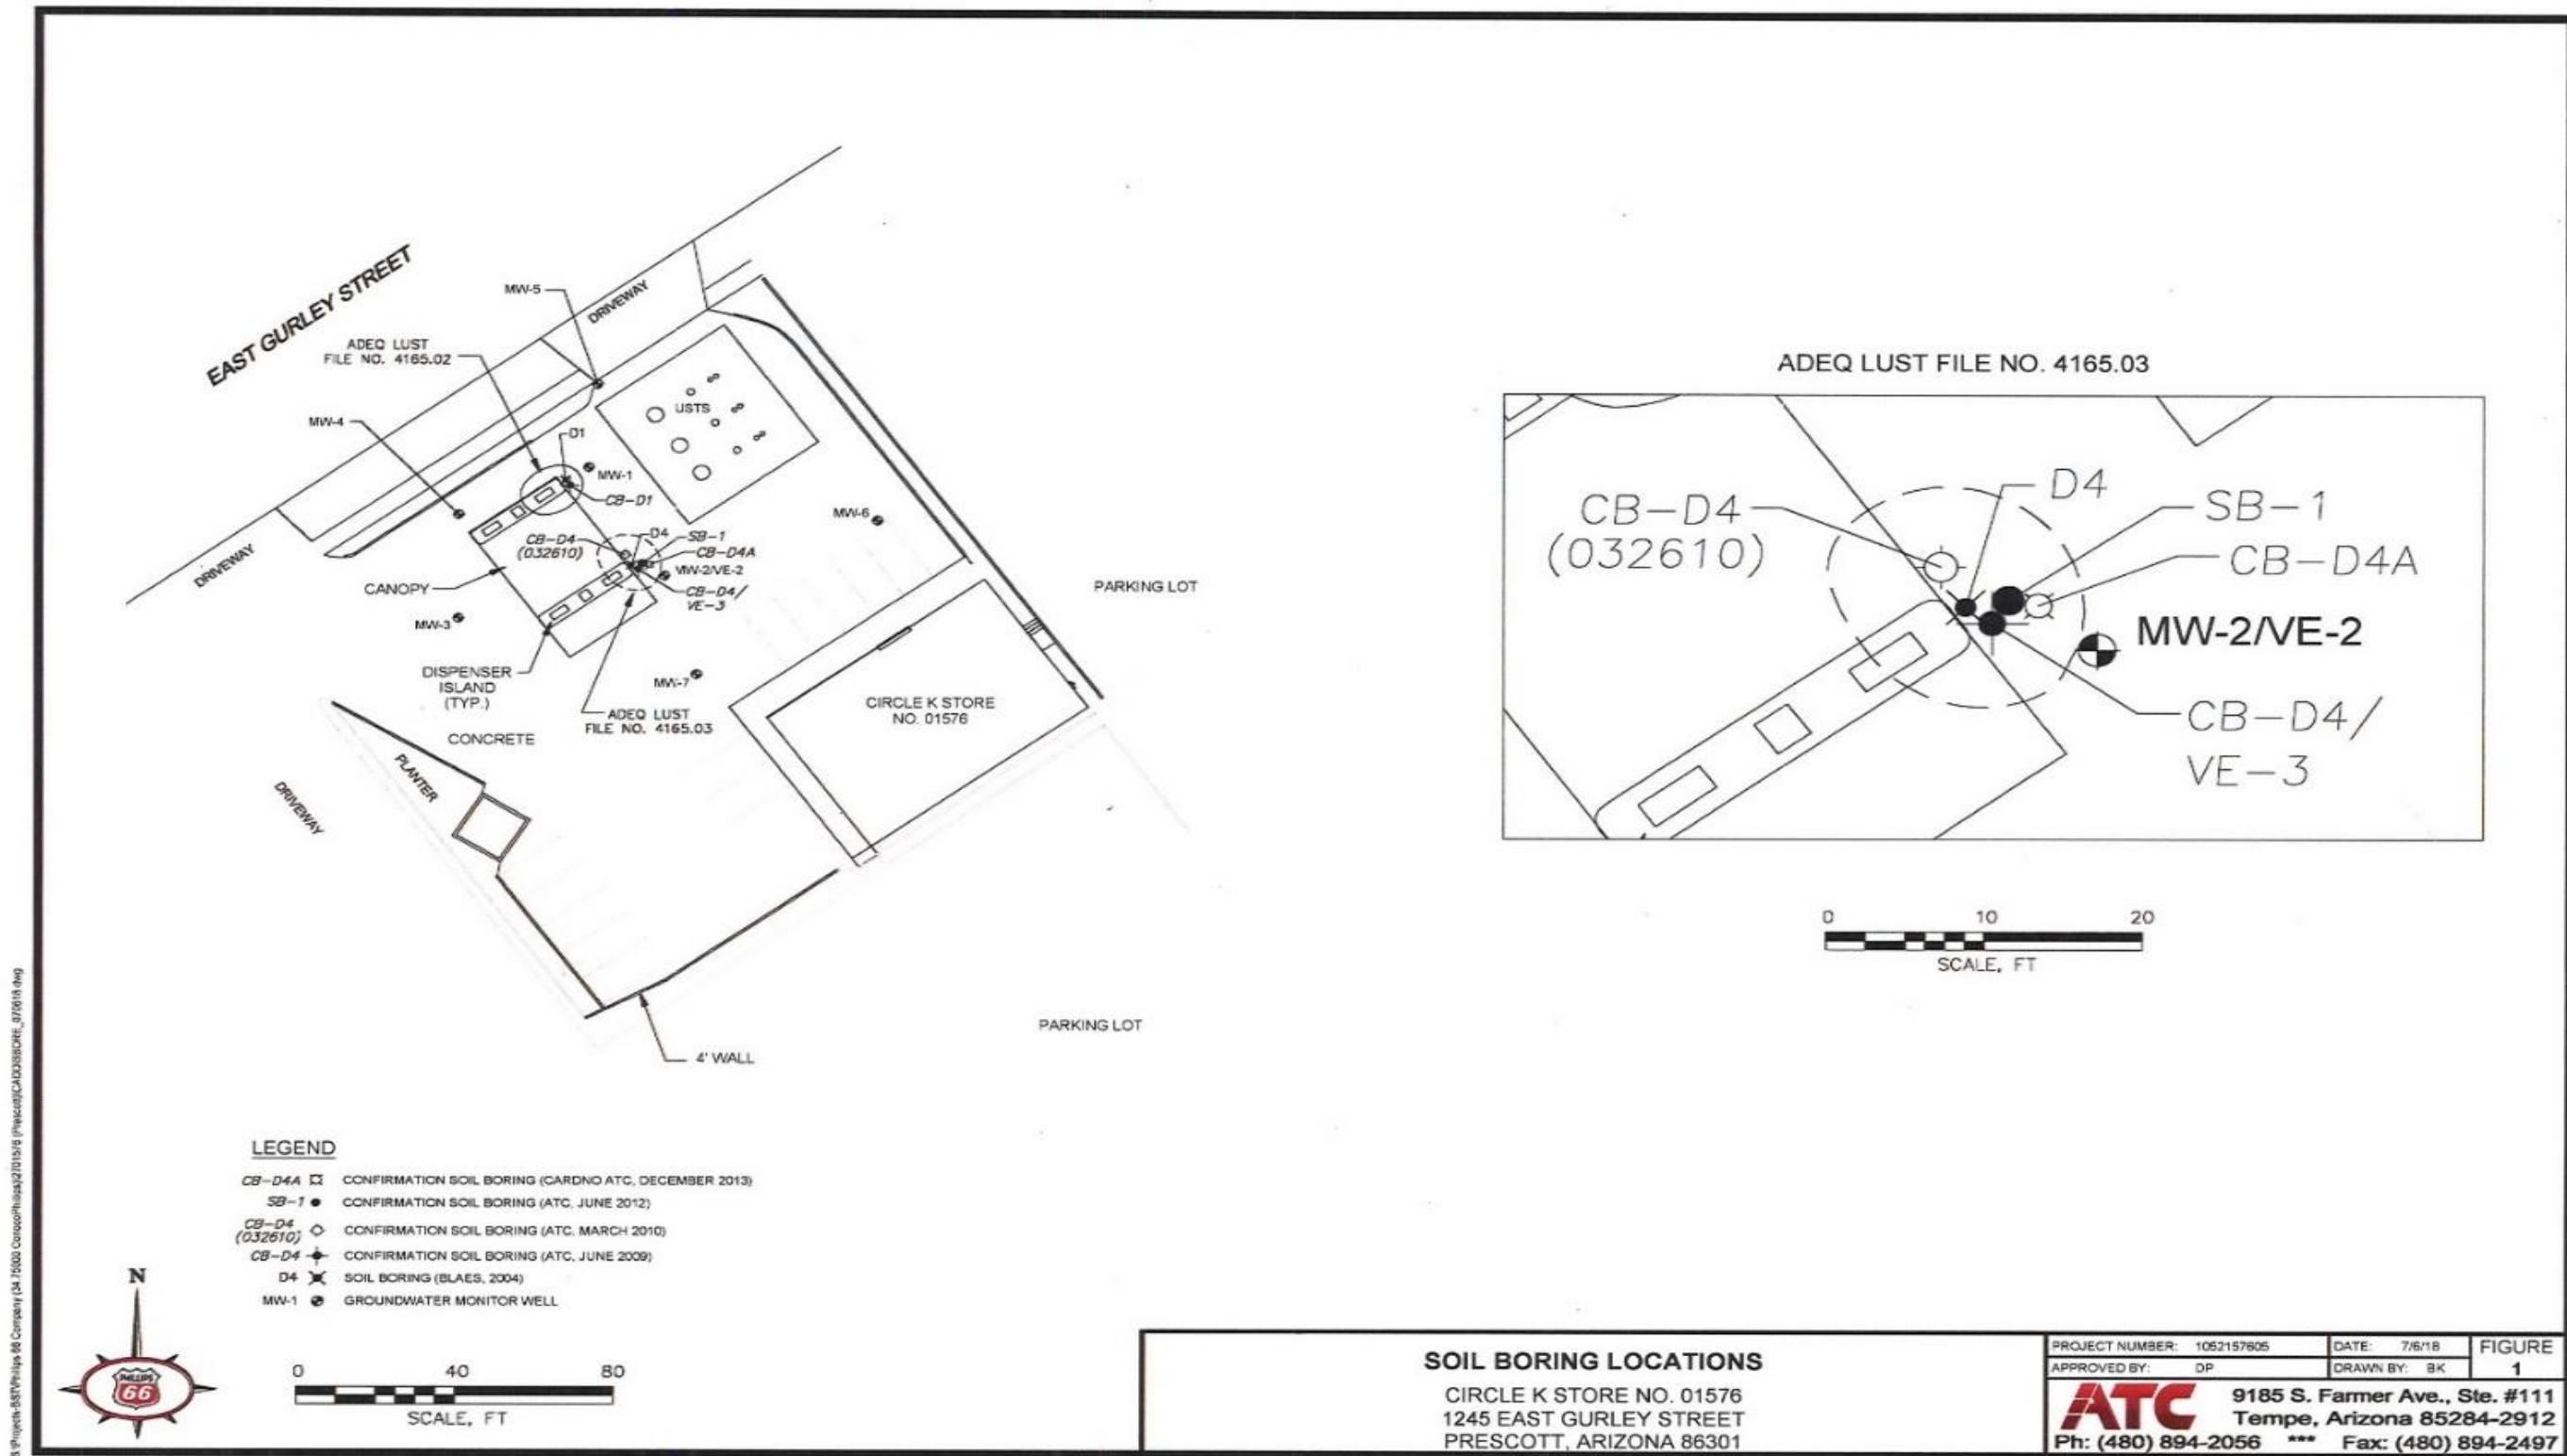 EAST GURLEY STREET
MW-5
DRIVEWAY
ADEQ LUST
FILE NO. 4165.02
USTS
MW-4
D1
MW-1
CB-D1
MW-6
DRIVEWAY
CB-D4
(032610)
D4
SB-1
CB-D4A
MW-2/VE-2
CB-D4/
VE-3
CANOPY
MW-3
PARKING LOT
DISPENSER
ISLAND
(TYP.)
MW-7
ADEQ LUST
FILE NO. 4165.03
CIRCLE K STORE
NO. 01576
CONCRETE
PLANTER
DRIVEWAY
PARKING LOT
4' WALL
ADEQ LUST FILE NO. 4165.03
CB-D4
(032610)
D4
SB-1
CB-D4A
MW-2/VE-2
CB-D4/
VE-3
0 10 20
SCALE, FT
LEGEND
CB-D4A CONFIRMATION SOIL BORING (CARDNO ATC, DECEMBER 2013)
SB-1 CONFIRMATION SOIL BORING (ATC, JUNE 2012)
CB-D4
(032610) CONFIRMATION SOIL BORING (ATC, MARCH 2010)
CB-D4 CONFIRMATION SOIL BORING (ATC, JUNE 2009)
D4 SOIL BORING (BLAES, 2004)
MW-1 GROUNDWATER MONITOR WELL
N
PHILLIPS
66
0 40 80
SCALE, FT
SOIL BORING LOCATIONS
CIRCLE K STORE NO. 01576
1245 EAST GURLEY STREET
PRESCOTT, ARIZONA 86301
PROJECT NUMBER: 1052157605
DATE: 7/6/18
APPROVED BY: DP
DRAWN BY: BK
FIGURE
1
ATC
9185 S. Farmer Ave., Ste. #111
Tempe, Arizona 85284-2912
Ph: (480) 894-2056 *** Fax: (480) 894-2497